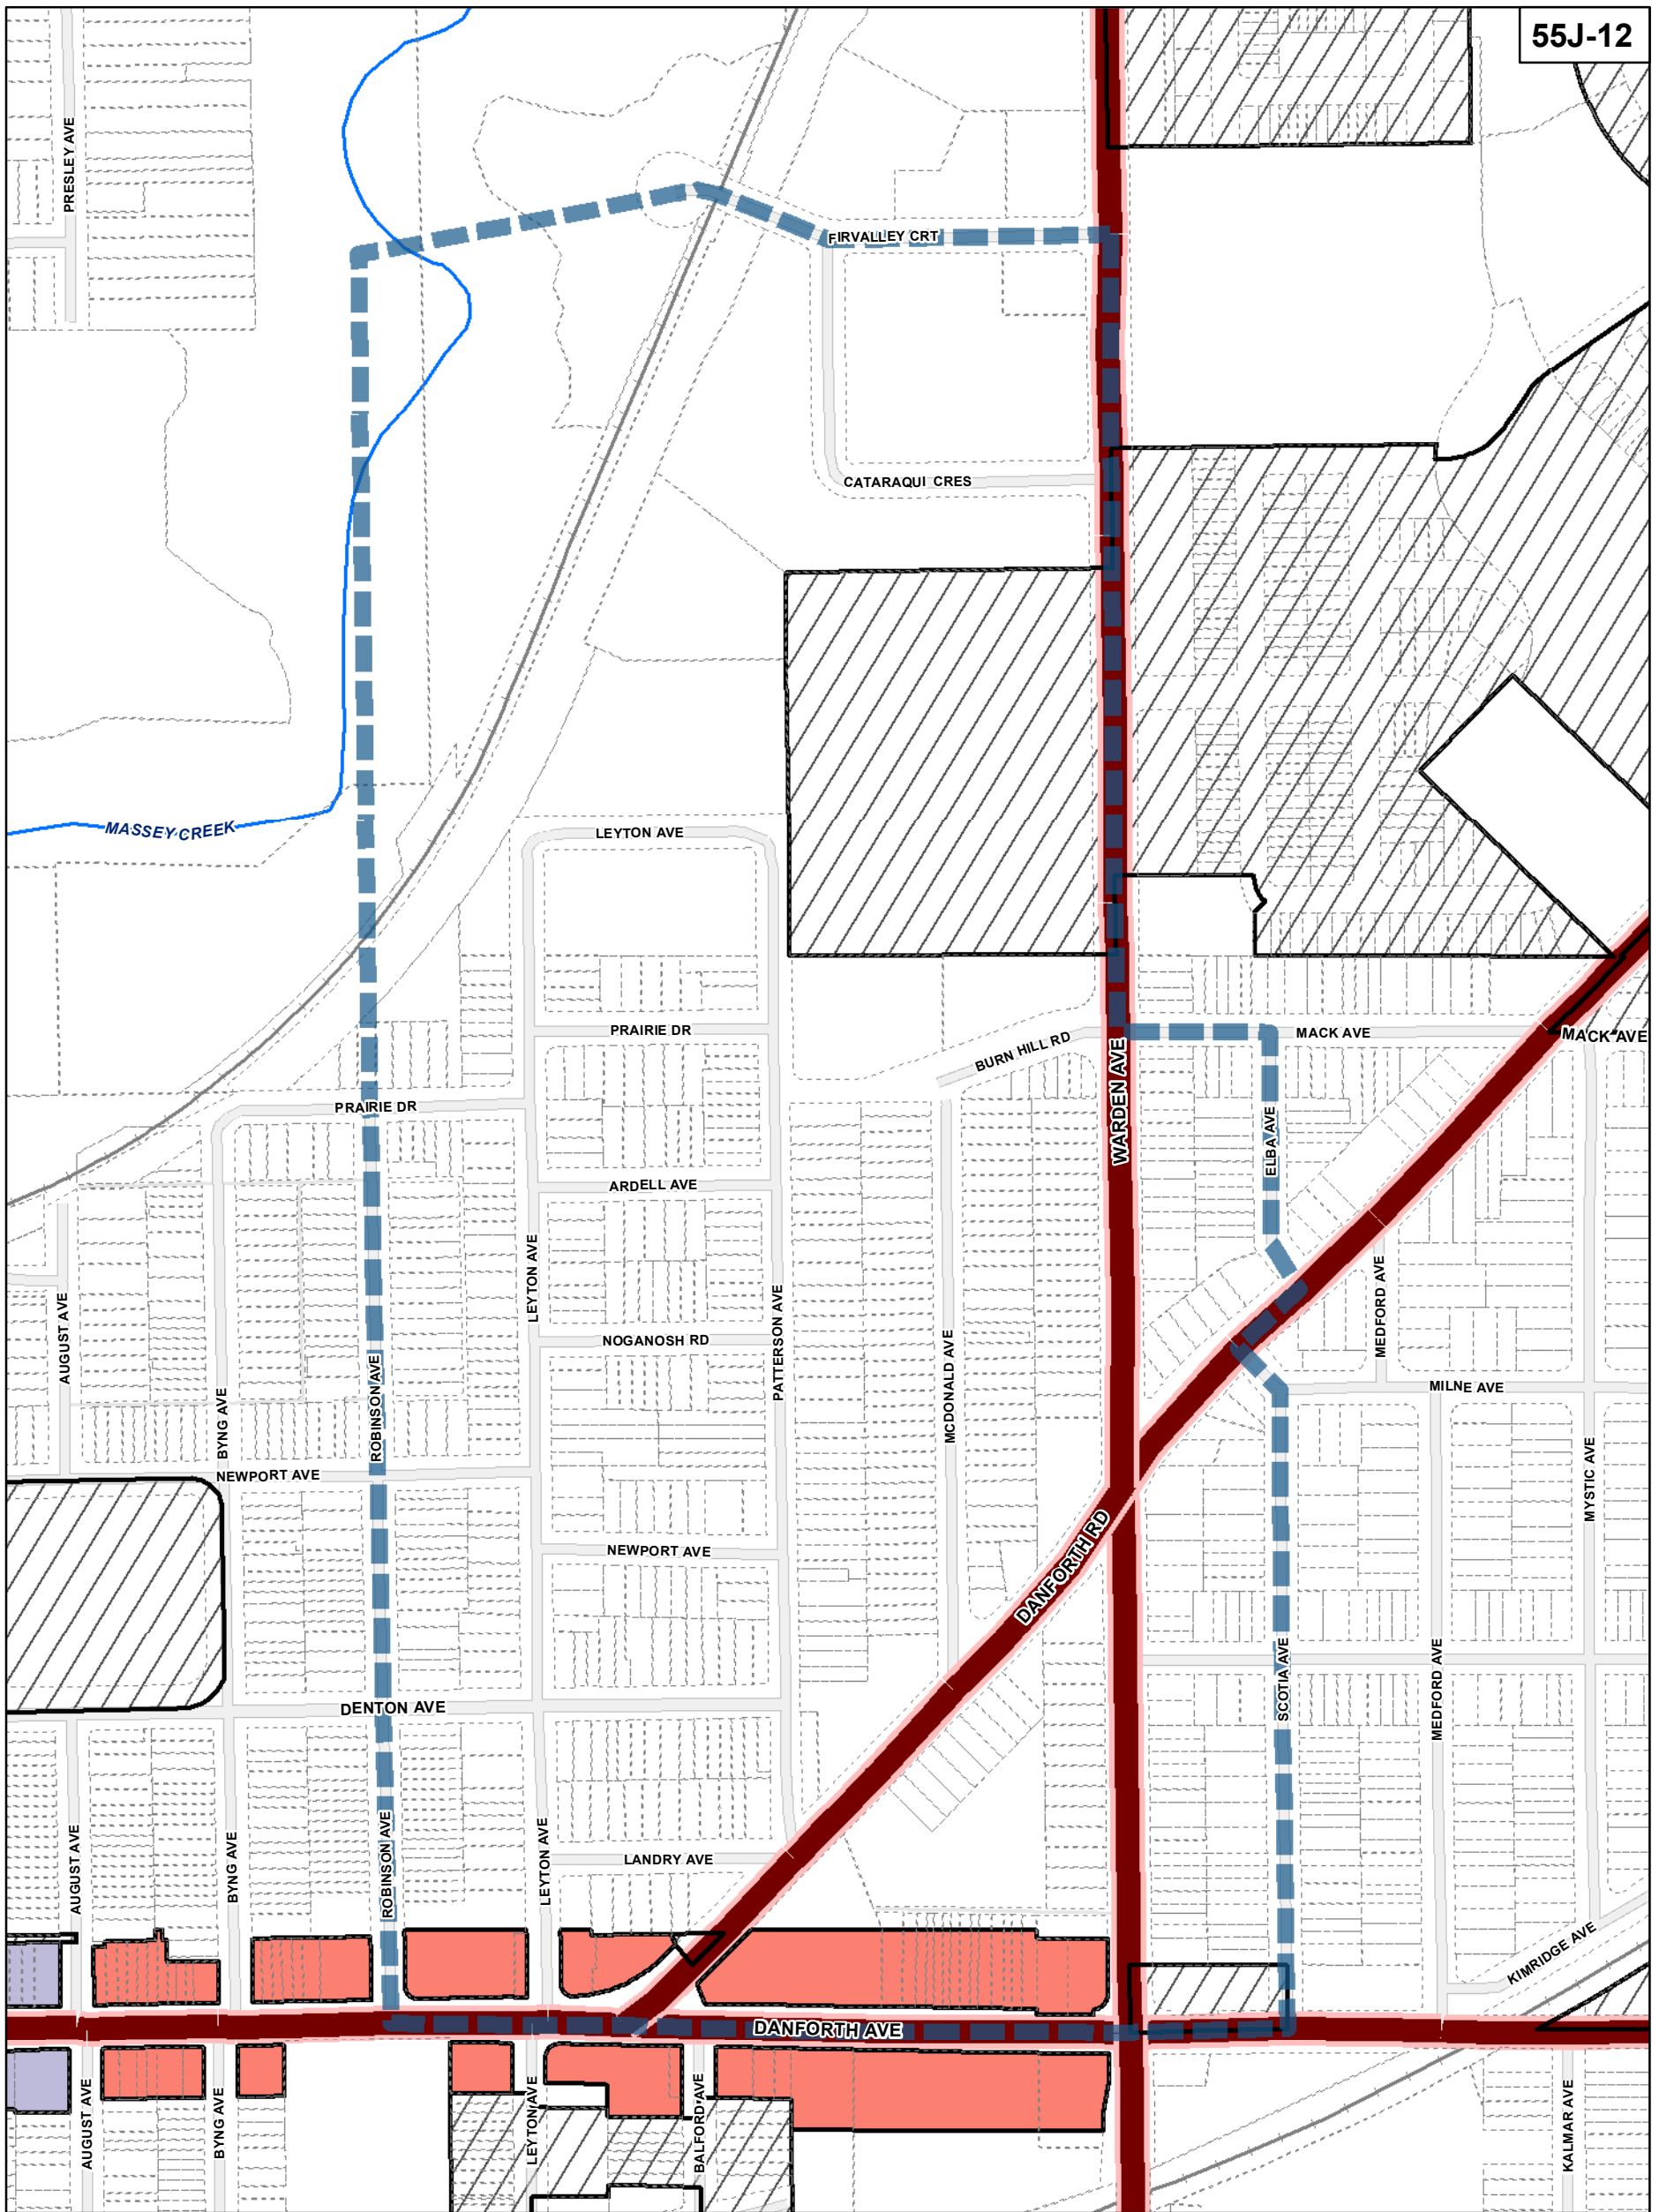 55J-12
PRESLEY AVE
FIRVALLEY CRT
CATARAQUI CRES
MASSEY CREEK
LEYTON AVE
PRAIRIE DR
BURN HILL RD
MACK AVE
MACK AVE
WARDEN AVE
PRAIRIE DR
ELBA AVE
ARDELL AVE
LEYTON AVE
AUGUST AVE
PATTERSON AVE
MEDFORD AVE
NOGANOSH RD
MCDONALD AVE
ROBINSON AVE
BYNG AVE
MILNE AVE
MYSTIC AVE
NEWPORT AVE
NEWPORT AVE
DANFORTH RD
SCOTIA AVE
MEDFORD AVE
DENTON AVE
ROBINSON AVE
LEYTON AVE
AUGUST AVE
BYNG AVE
LANDRY AVE
KIMRIDGE AVE
DANFORTH AVE
AUGUST AVE
BYNG AVE
LEYTON AVE
BALFORD AVE
KALMAR AVE